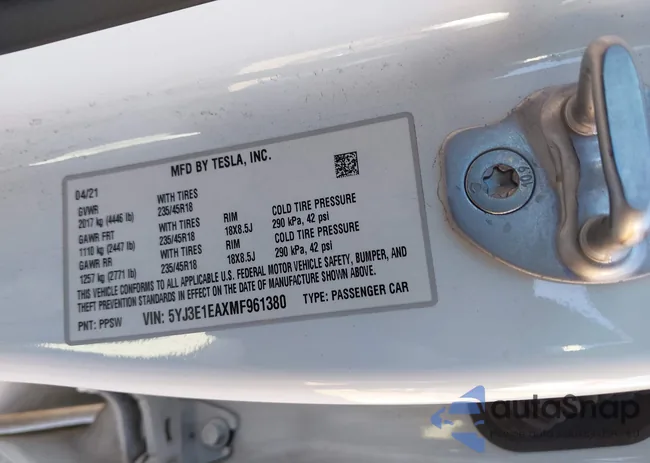 MFD BY TESLA, INC.
04/21
GVWR WITH TIRES
2017 kg (4446 lb) 235/45R18 RIM COLD TIRE PRESSURE
GAWR FRT WITH TIRES 18X8.5J 290 kPa, 42 psi
1110 kg (2447 lb) 235/45R18 RIM COLD TIRE PRESSURE
GAWR RR WITH TIRES 18X8.5J 290 kPa, 42 psi
1257 kg (2771 lb) 235/45R18
THIS VEHICLE CONFORMS TO ALL APPLICABLE U.S. FEDERAL MOTOR VEHICLE SAFETY, BUMPER, AND
THEFT PREVENTION STANDARDS IN EFFECT ON THE DATE OF MANUFACTURE SHOWN ABOVE.
PNT: PPSW VIN: 5YJ3E1EAXMF961380 TYPE: PASSENGER CAR
109
autoSnap